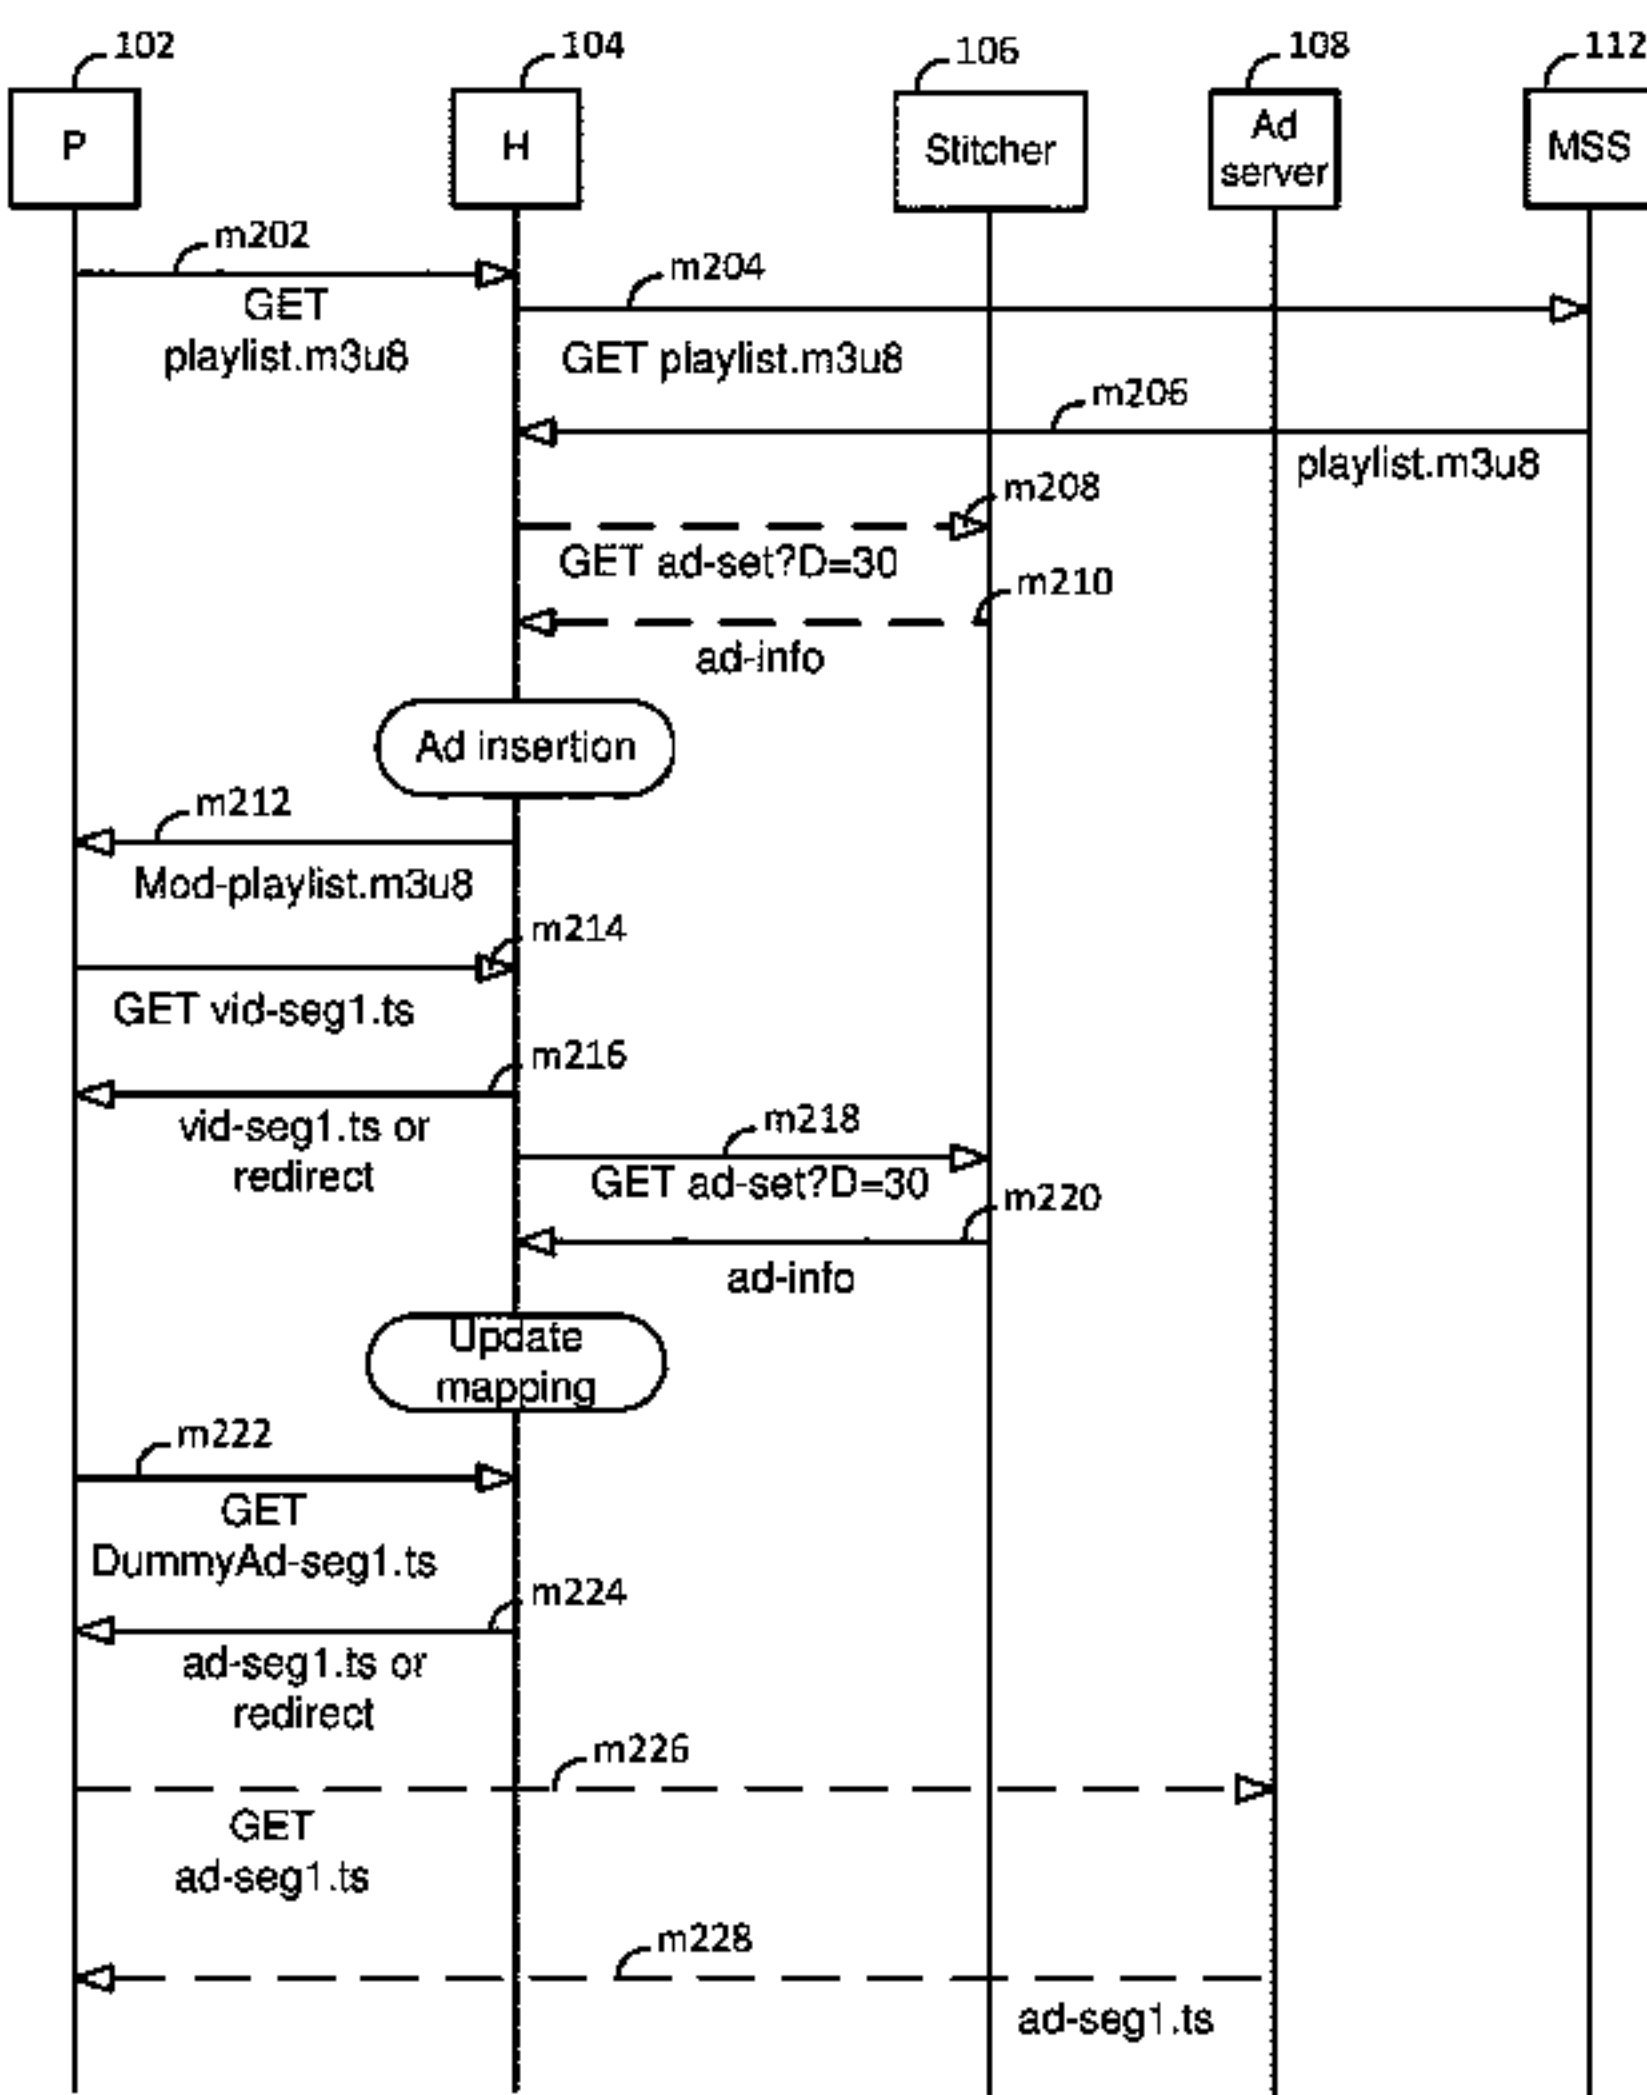 102
104
106
108
112
P
H
Stitcher
Ad
server
MSS
m202
GET
playlist.m3u8
m204
GET playlist.m3u8
m206
playlist.m3u8
m208
GET ad-set?D=30
m210
ad-info
Ad insertion
m212
Mod-playlist.m3u8
m214
GET vid-seg1.ts
m216
vid-seg1.ts or
redirect
m218
GET ad-set?D=30
m220
ad-info
Update
mapping
m222
GET
DummyAd-seg1.ts
m224
ad-seg1.ts or
redirect
m226
GET
ad-seg1.ts
m228
ad-seg1.ts